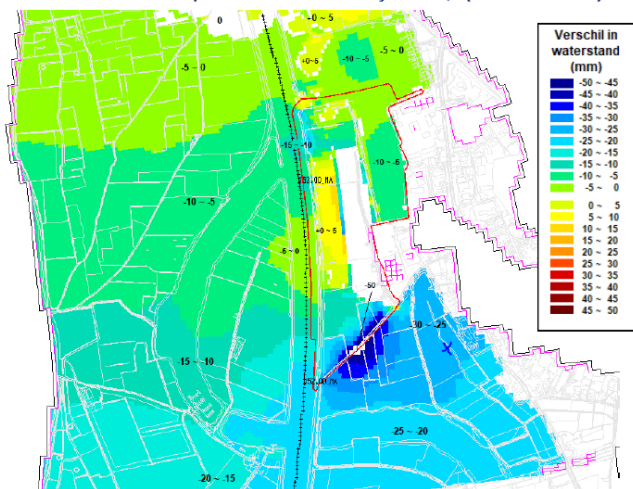 0
+0 ~ 5
-5 ~ 0
-5 ~ 0
+0~5
-10 ~ -5
-15 ~ -10
-10 ~ -5
-10 ~ -5
+0 ~ 5
-5 ~ 0
-50
-30 ~ -25
-15 ~ -10
-25 ~ -20
-20 ~ -15
Verschil in
waterstand
(mm)
-50 ~ -45
-45 ~ -40
-40 ~ -35
-35 ~ -30
-30 ~ -25
-25 ~ -20
-20 ~ -15
-15 ~ -10
-10 ~ -5
-5 ~ 0
0 ~ 5
5 ~ 10
10 ~ 15
15 ~ 20
20 ~ 25
25 ~ 30
30 ~ 35
35 ~ 40
40 ~ 45
45 ~ 50